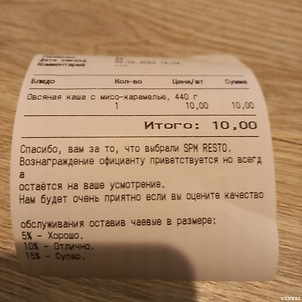 Комментарий
Блюдо Кол-во Цена/шт Сумма
Овсяная каша с мисо-карамелью, 440 г
1 10,00 10,00
Итого: 10,00
Спасибо, вам за то, что выбрали SPM RESTO.
Вознаграждение официанту приветствуется но всегд
а
остаётся на ваше усмотрение.
Нам будет очень приятно если вы оцените качество
обслуживания оставив чаевые в размере:
5% - Хорошо.
10% - Отлично.
15% - Супер.